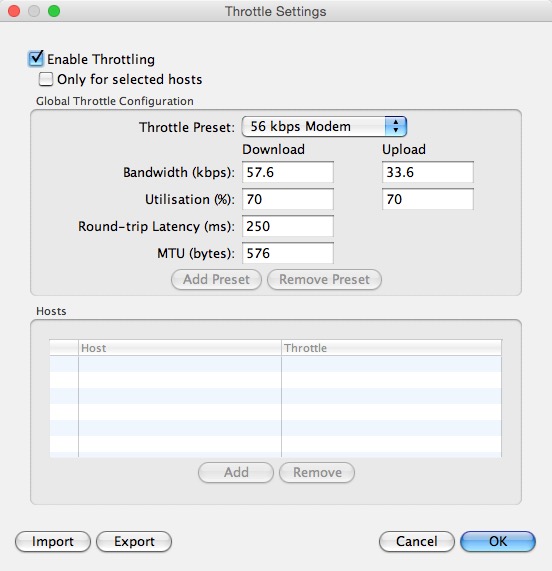 Throttle Settings
Enable Throttling
Only for selected hosts
Global Throttle Configuration
Throttle Preset: 56 kbps Modem
Download Upload
Bandwidth (kbps): 57.6 33.6
Utilisation (%): 70 70
Round-trip Latency (ms): 250
MTU (bytes): 576
Add Preset Remove Preset
Hosts
Host Throttle
Add Remove
Import Export Cancel OK